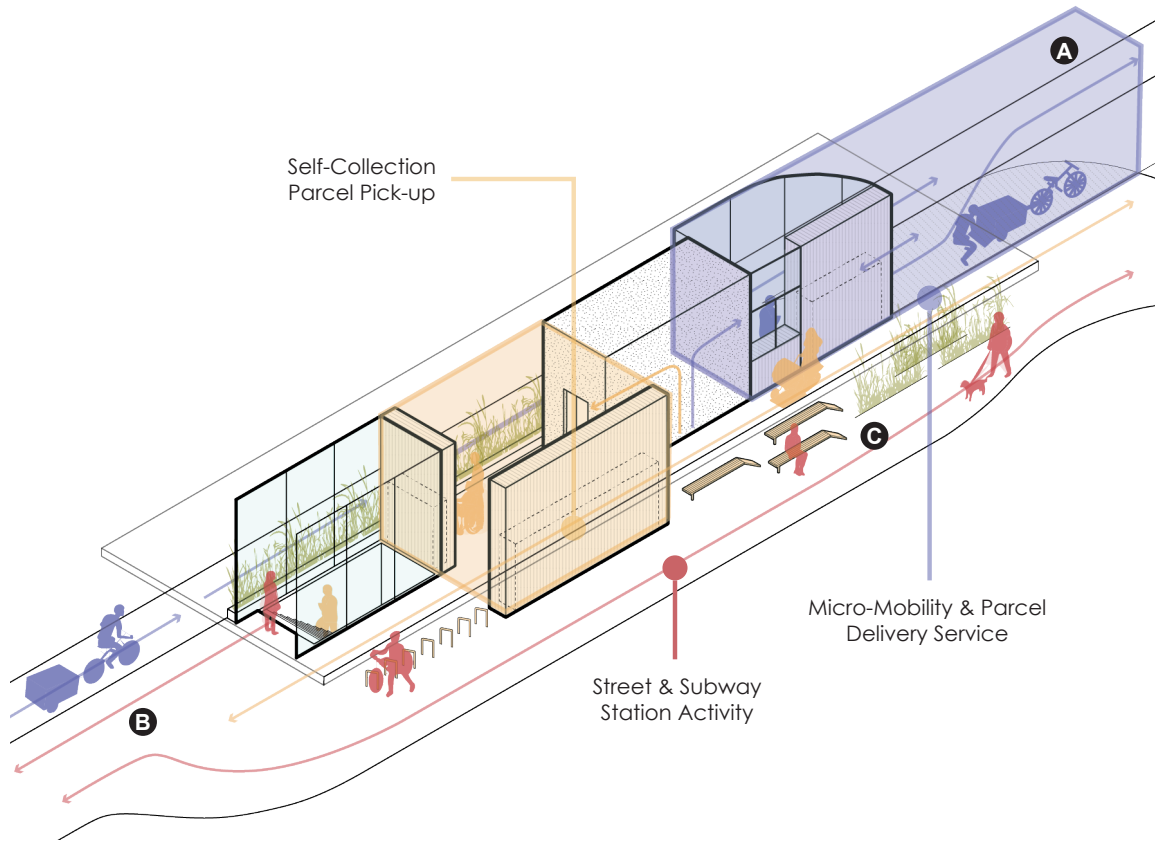 A
Self-Collection
Parcel Pick-up
C
Micro-Mobility & Parcel
Delivery Service
Street & Subway
Station Activity
B